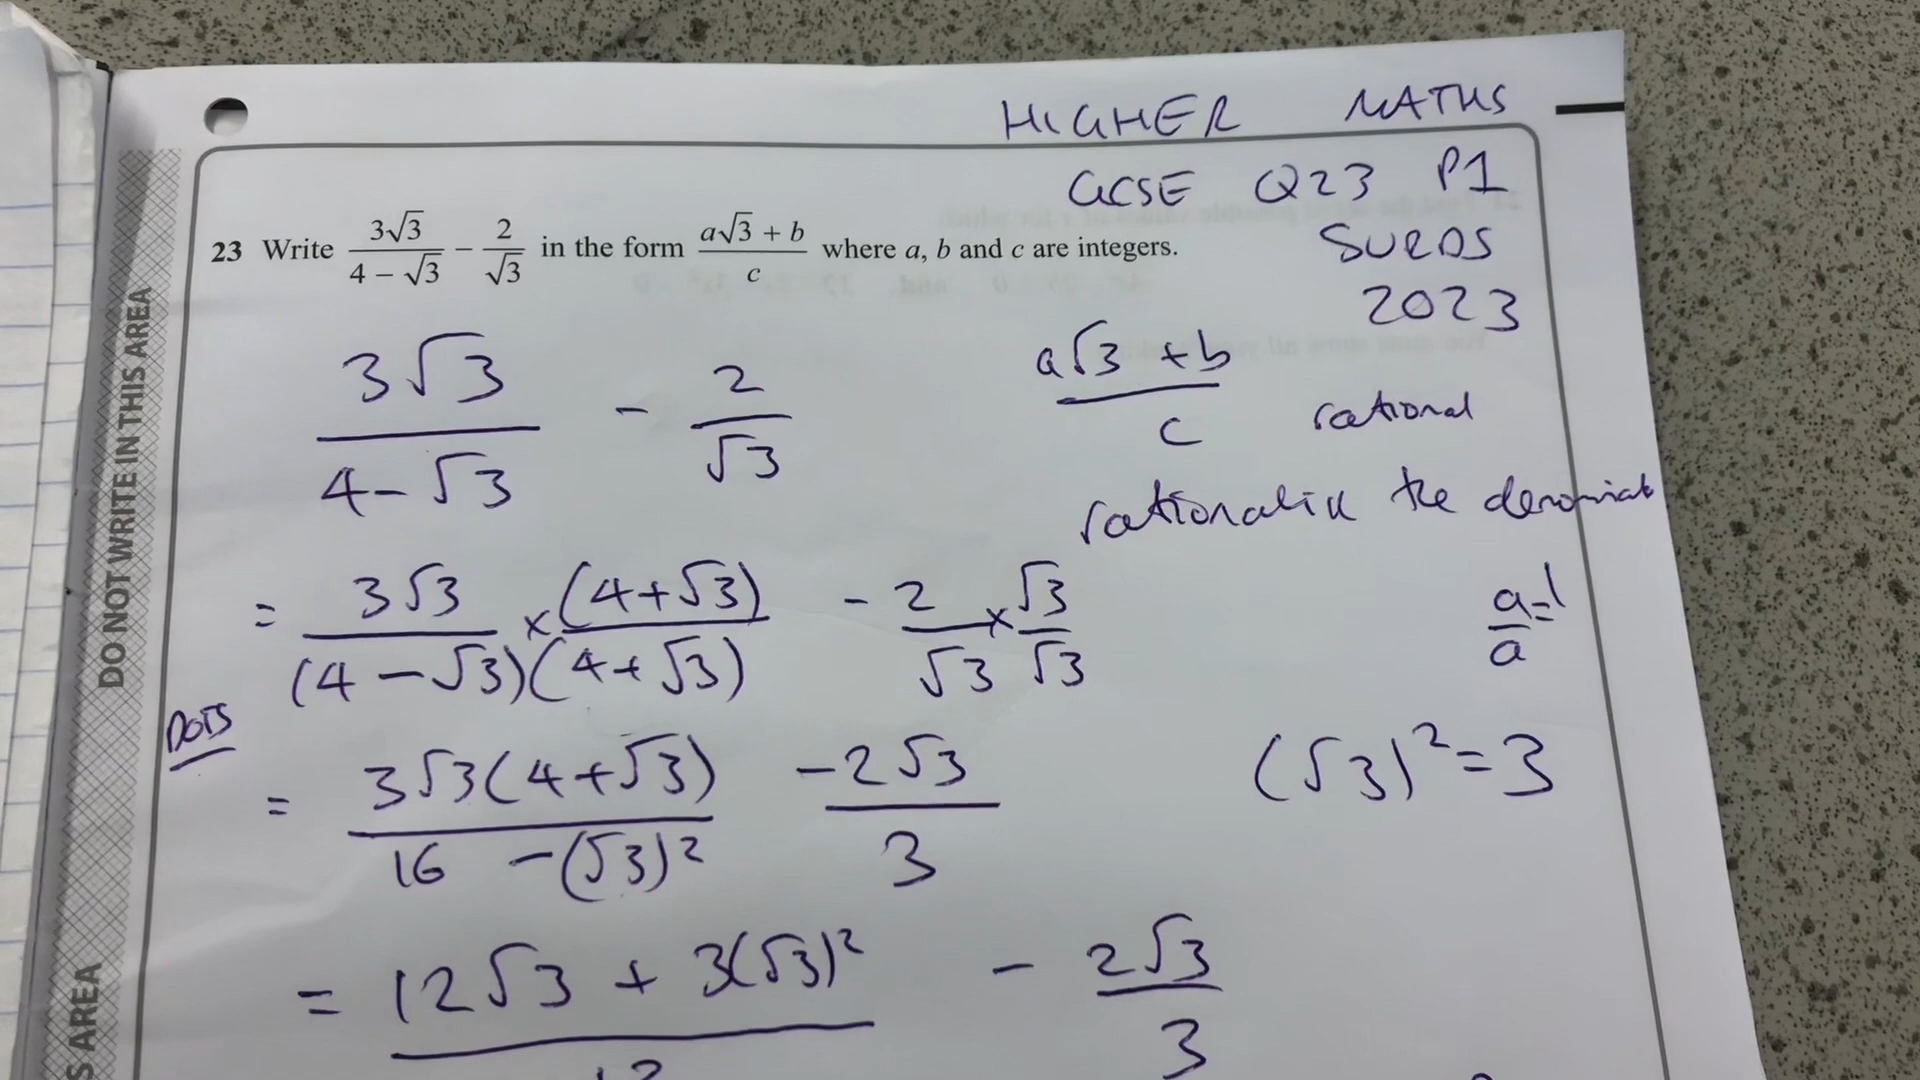 HIGHER MATHS
GCSE Q23 P1
SURDS
2023
23 Write 3√3/(4 − √3) − 2/√3 in the form (a√3 + b)/c where a, b and c are integers.
3√3/(4 − √3) − 2/√3
(a√3 + b)/c
rational
rationalise the
= 3√3/(4 − √3) × (4 + √3)/(4 + √3) − 2/√3 × √3/√3
a/a = 1
DOTS
= 3√3(4 + √3)/(16 − (√3)²) − 2√3/3
(√3)² = 3
= 12√3 + 3(√3)² − 2√3/3
DO NOT WRITE IN THIS AREA
S AREA